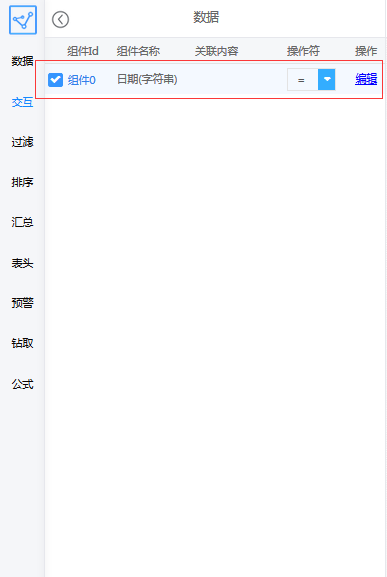 数据
组件Id 组件名称 关联内容 操作符 操作
组件0 日期(字符串) = 编辑
数据
交互
过滤
排序
汇总
表头
预警
钻取
公式